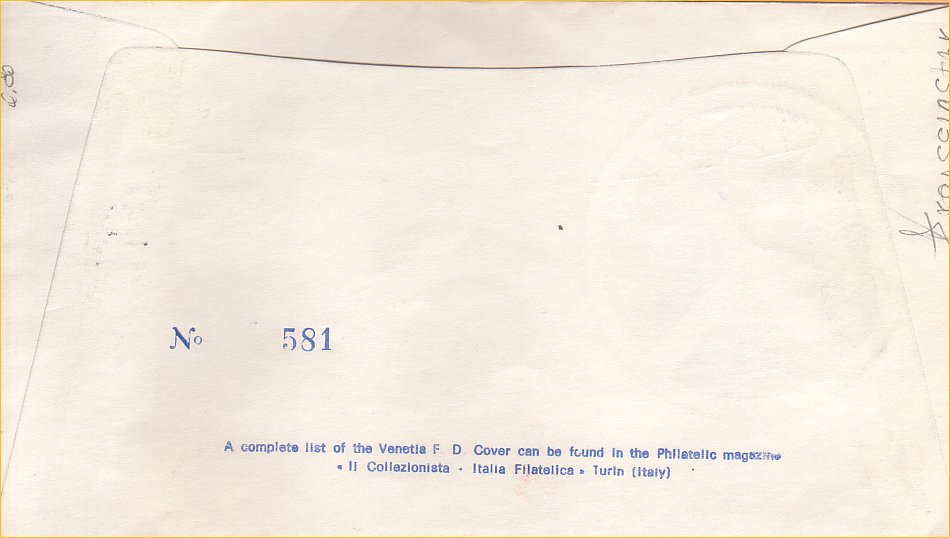 No 581
A complete list of the Venetia F D Cover can be found in the Philatelic magazine
« Il Collezionista - Italia Filatelica » Turin (Italy)